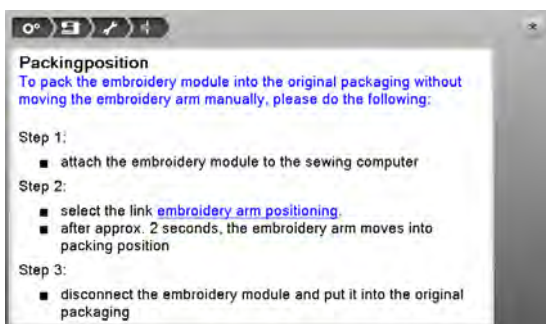 Packingposition
To pack the embroidery module into the original packaging without
moving the embroidery arm manually, please do the following:
Step 1:
■ attach the embroidery module to the sewing computer
Step 2:
■ select the link embroidery arm positioning.
■ after approx. 2 seconds, the embroidery arm moves into
packing position
Step 3:
■ disconnect the embroidery module and put it into the original
packaging